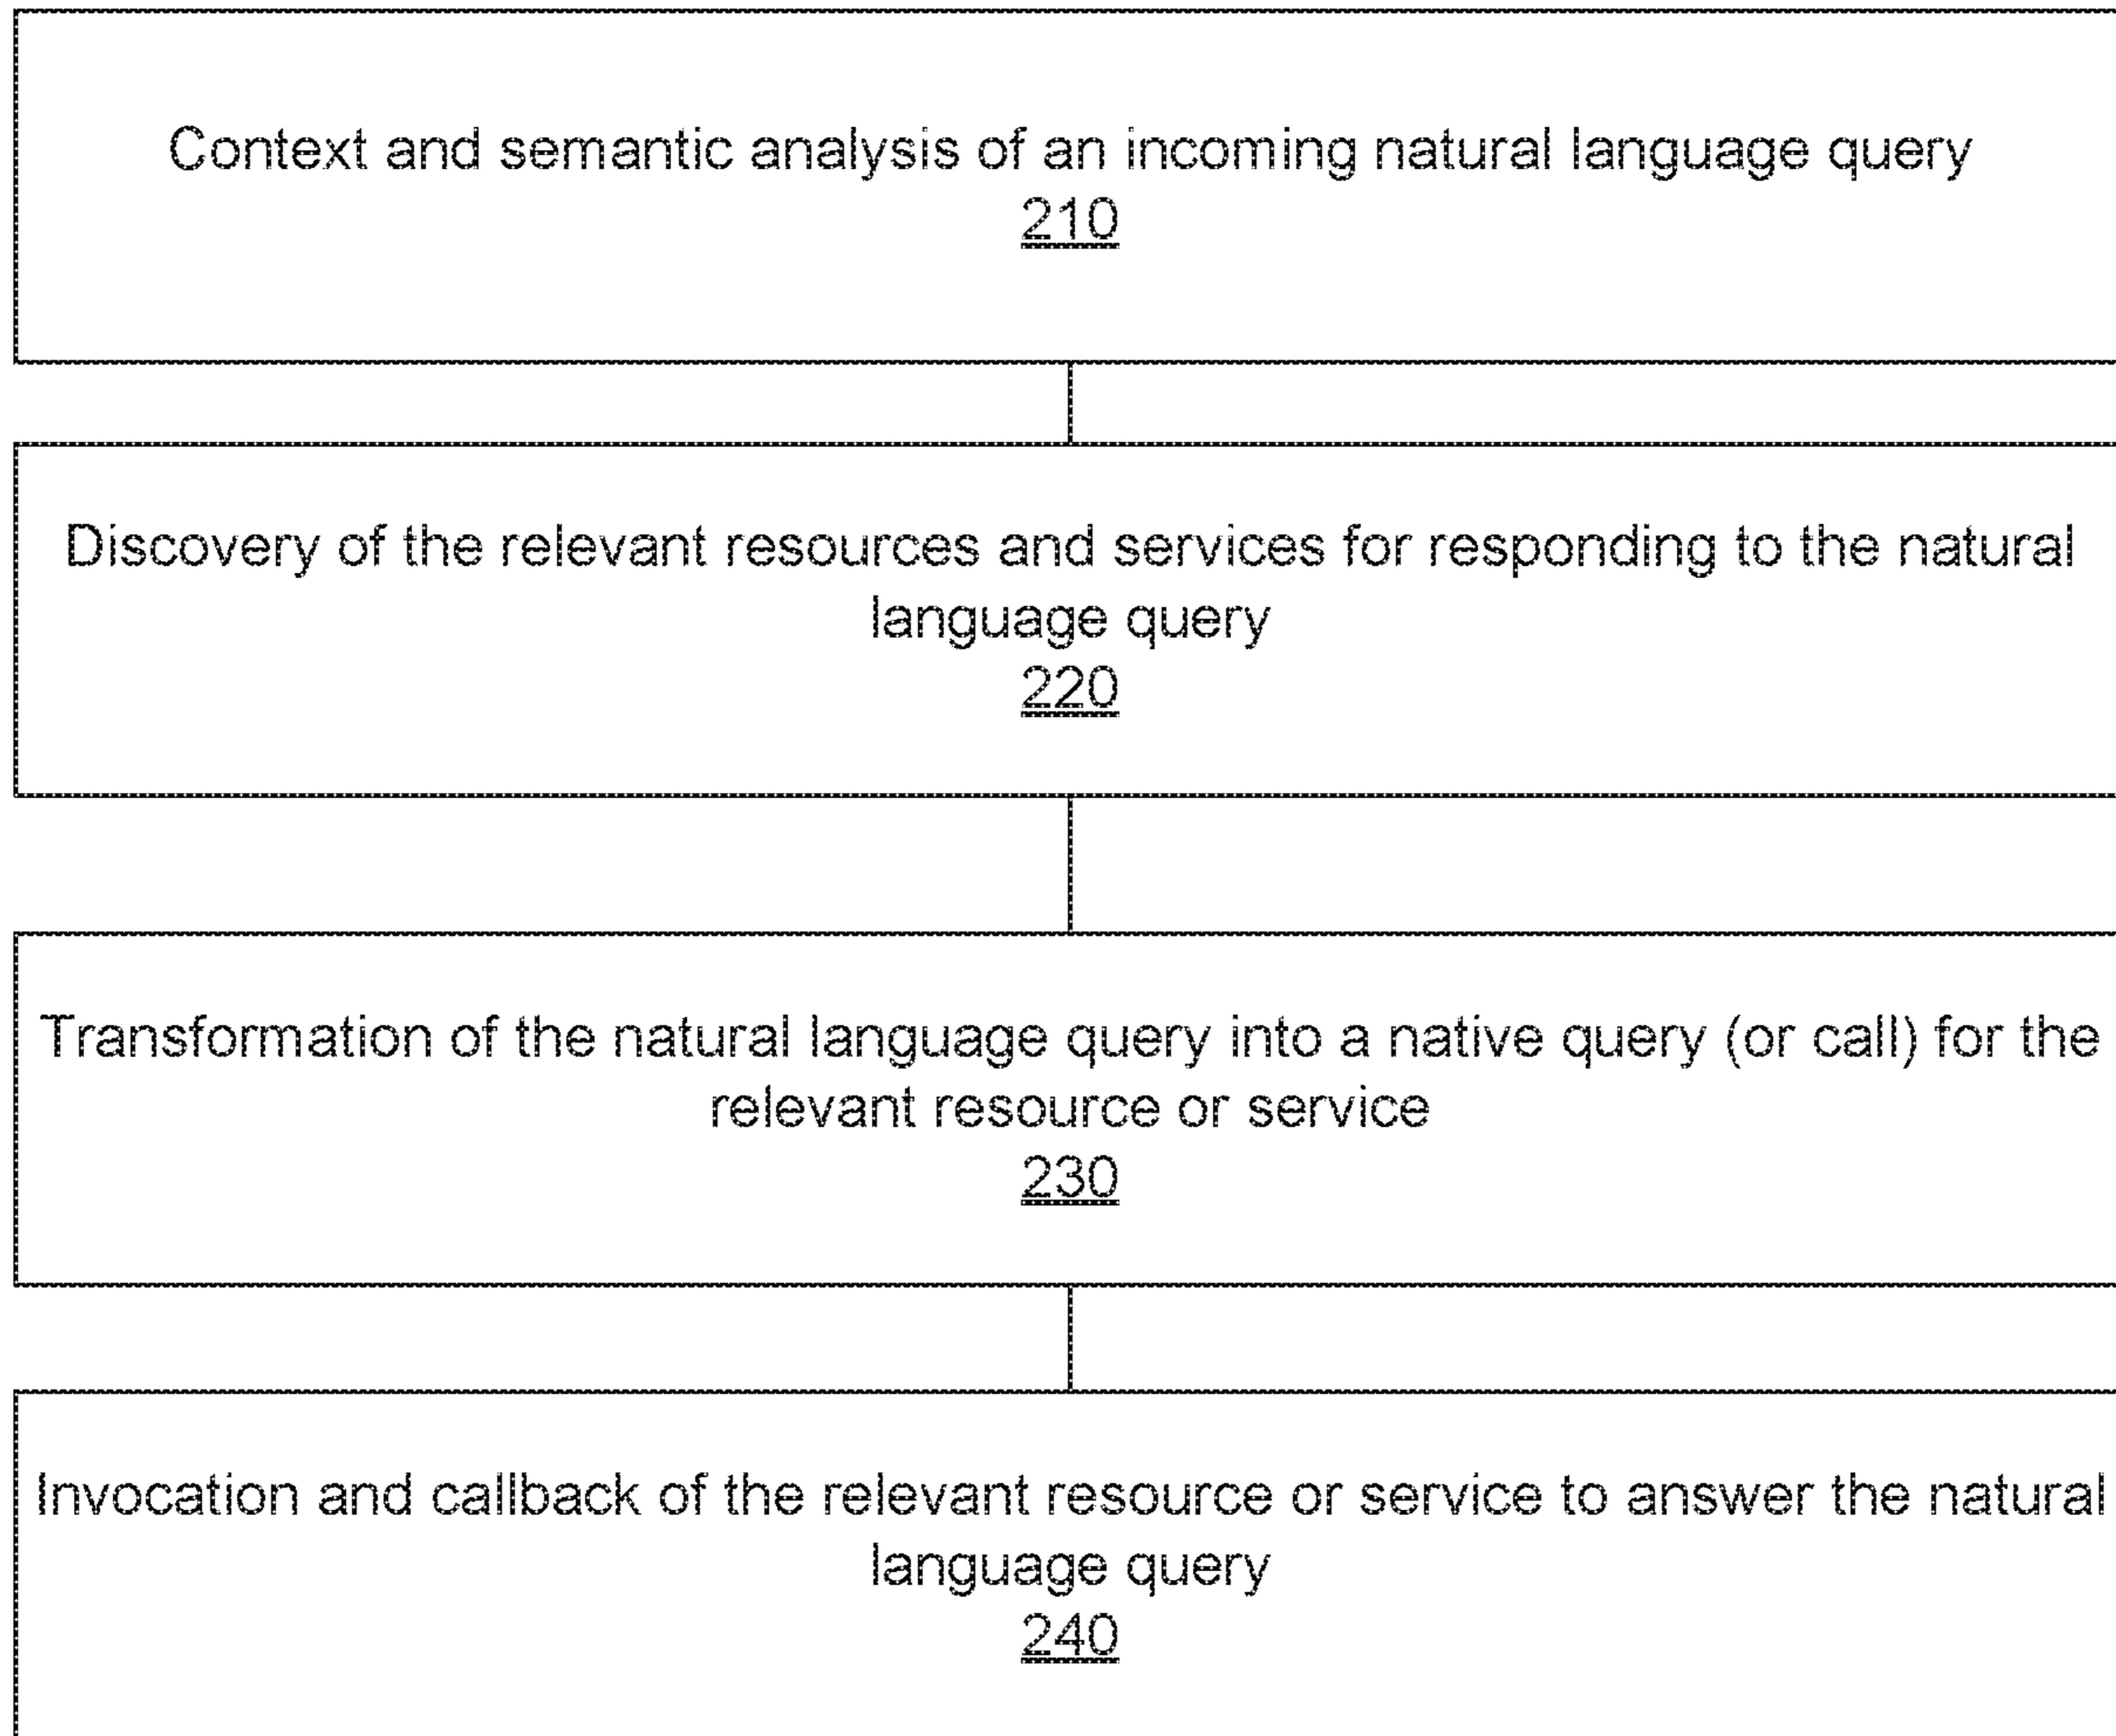 Context and semantic analysis of an incoming natural language query
210
Discovery of the relevant resources and services for responding to the natural
language query
220
Transformation of the natural language query into a native query (or call) for the
relevant resource or service
230
Invocation and callback of the relevant resource or service to answer the natural
language query
240